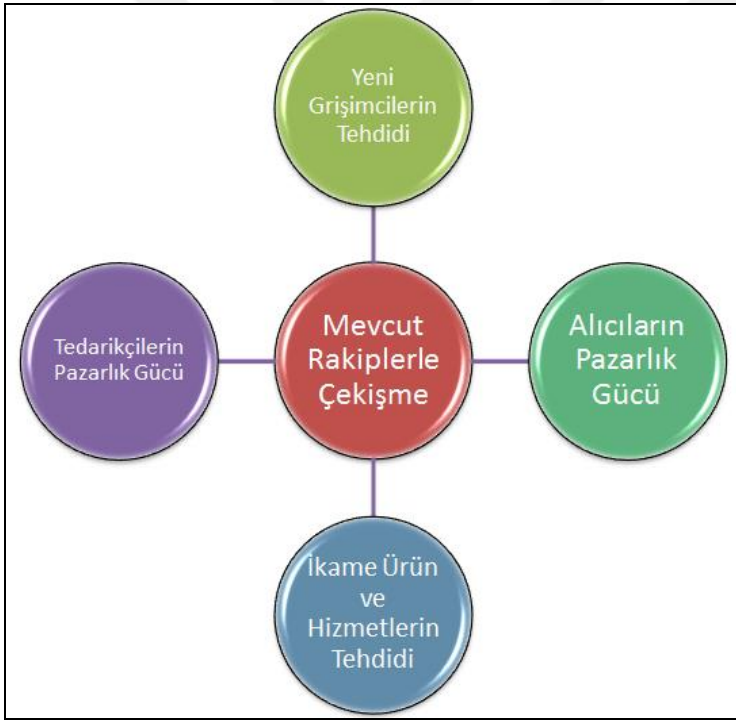 Yeni
Grişimcilerin
Tehdidi
Tedarikçilerin
Pazarlık Gücü
Mevcut
Rakiplerle
Çekişme
Alıcıların
Pazarlık
Gücü
İkame Ürün
ve
Hizmetlerin
Tehdidi